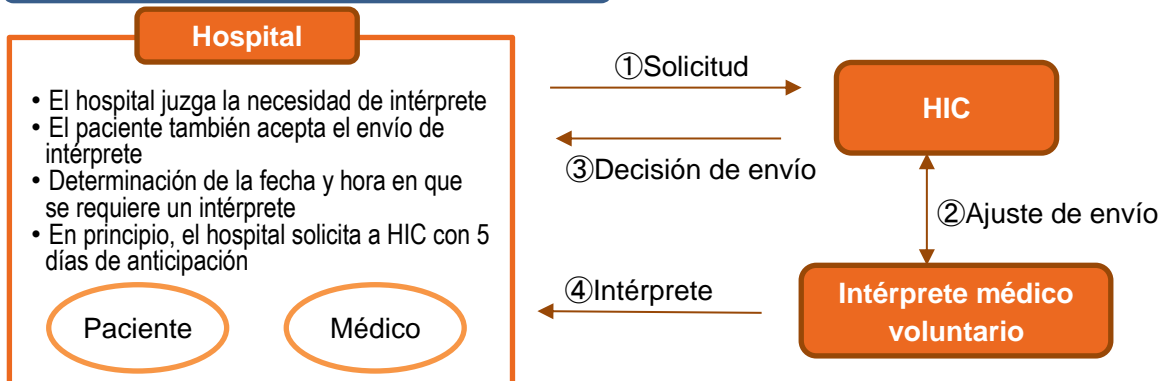 Hospital
• El hospital juzga la necesidad de intérprete
• El paciente también acepta el envío de
intérprete
• Determinación de la fecha y hora en que
se requiere un intérprete
• En principio, el hospital solicita a HIC con 5
días de anticipación
Paciente
Médico
①Solicitud
③Decisión de envío
HIC
②Ajuste de envío
④Intérprete
Intérprete médico
voluntario